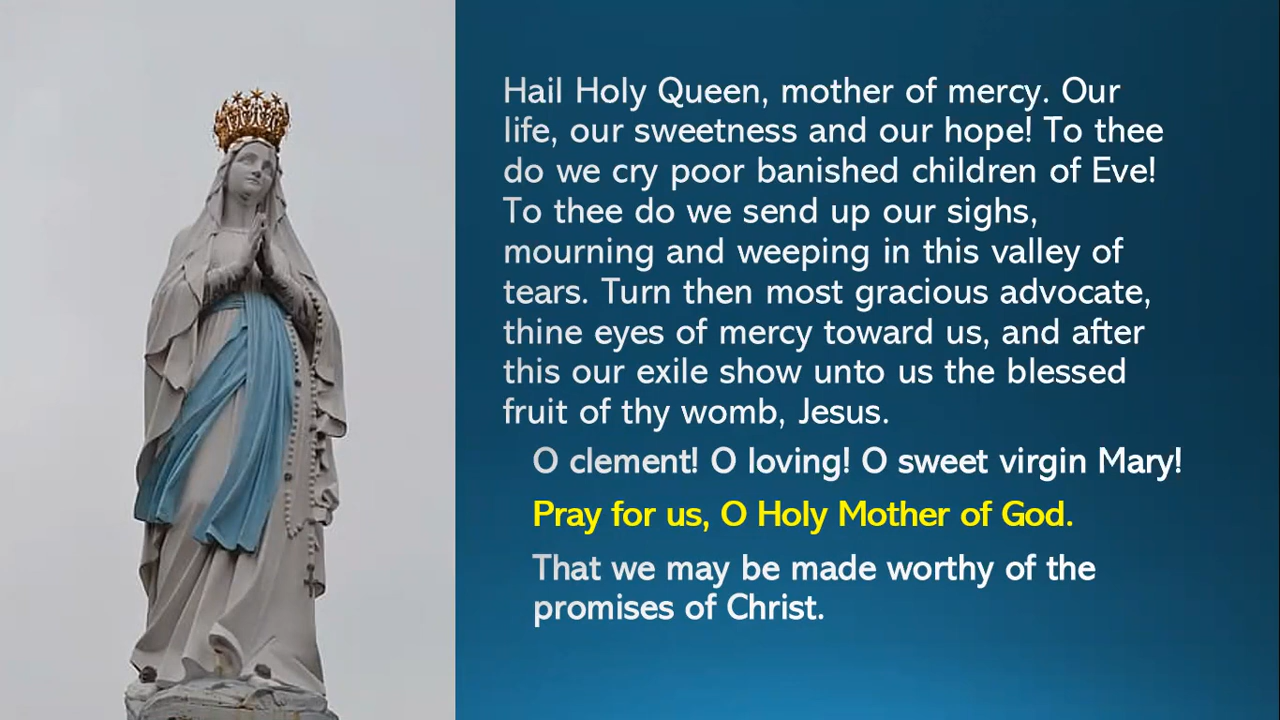 Hail Holy Queen, mother of mercy. Our
life, our sweetness and our hope! To thee
do we cry poor banished children of Eve!
To thee do we send up our sighs,
mourning and weeping in this valley of
tears. Turn then most gracious advocate,
thine eyes of mercy toward us, and after
this our exile show unto us the blessed
fruit of thy womb, Jesus.
O clement! O loving! O sweet virgin Mary!
Pray for us, O Holy Mother of God.
That we may be made worthy of the
promises of Christ.